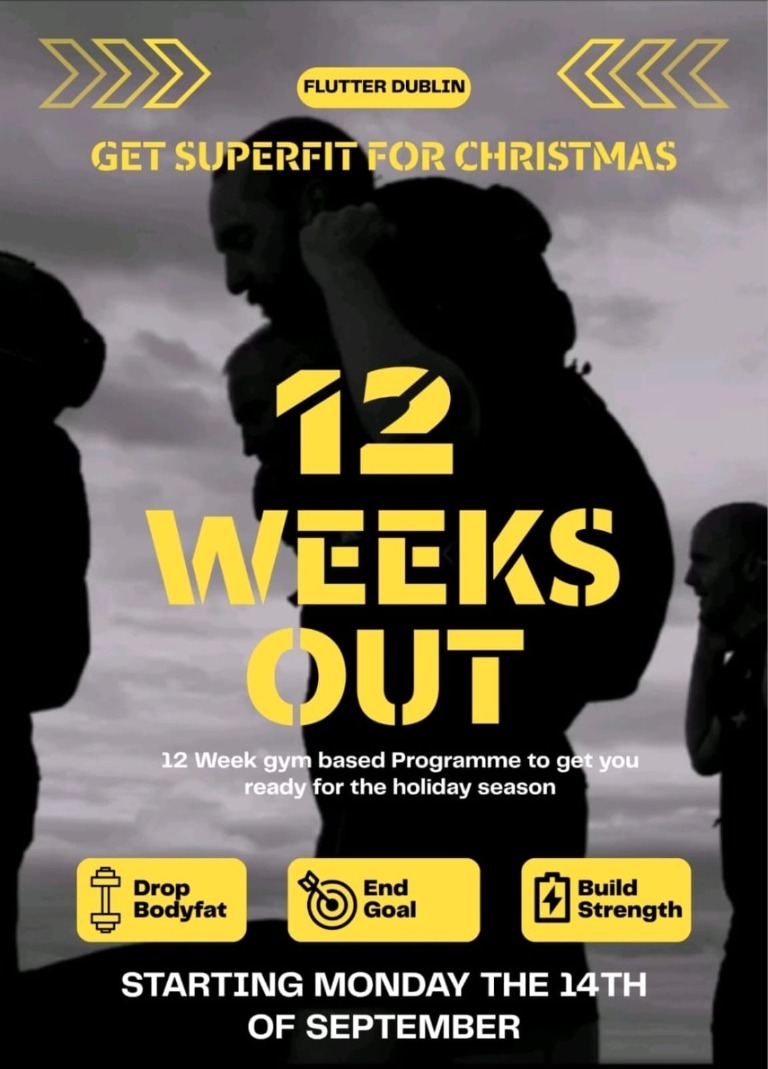 FLUTTER DUBLIN
GET SUPERFIT FOR CHRISTMAS
12
WEEKS
OUT
12 Week gym based Programme to get you
ready for the holiday season
Drop
Bodyfat
End
Goal
Build
Strength
STARTING MONDAY THE 14TH
OF SEPTEMBER